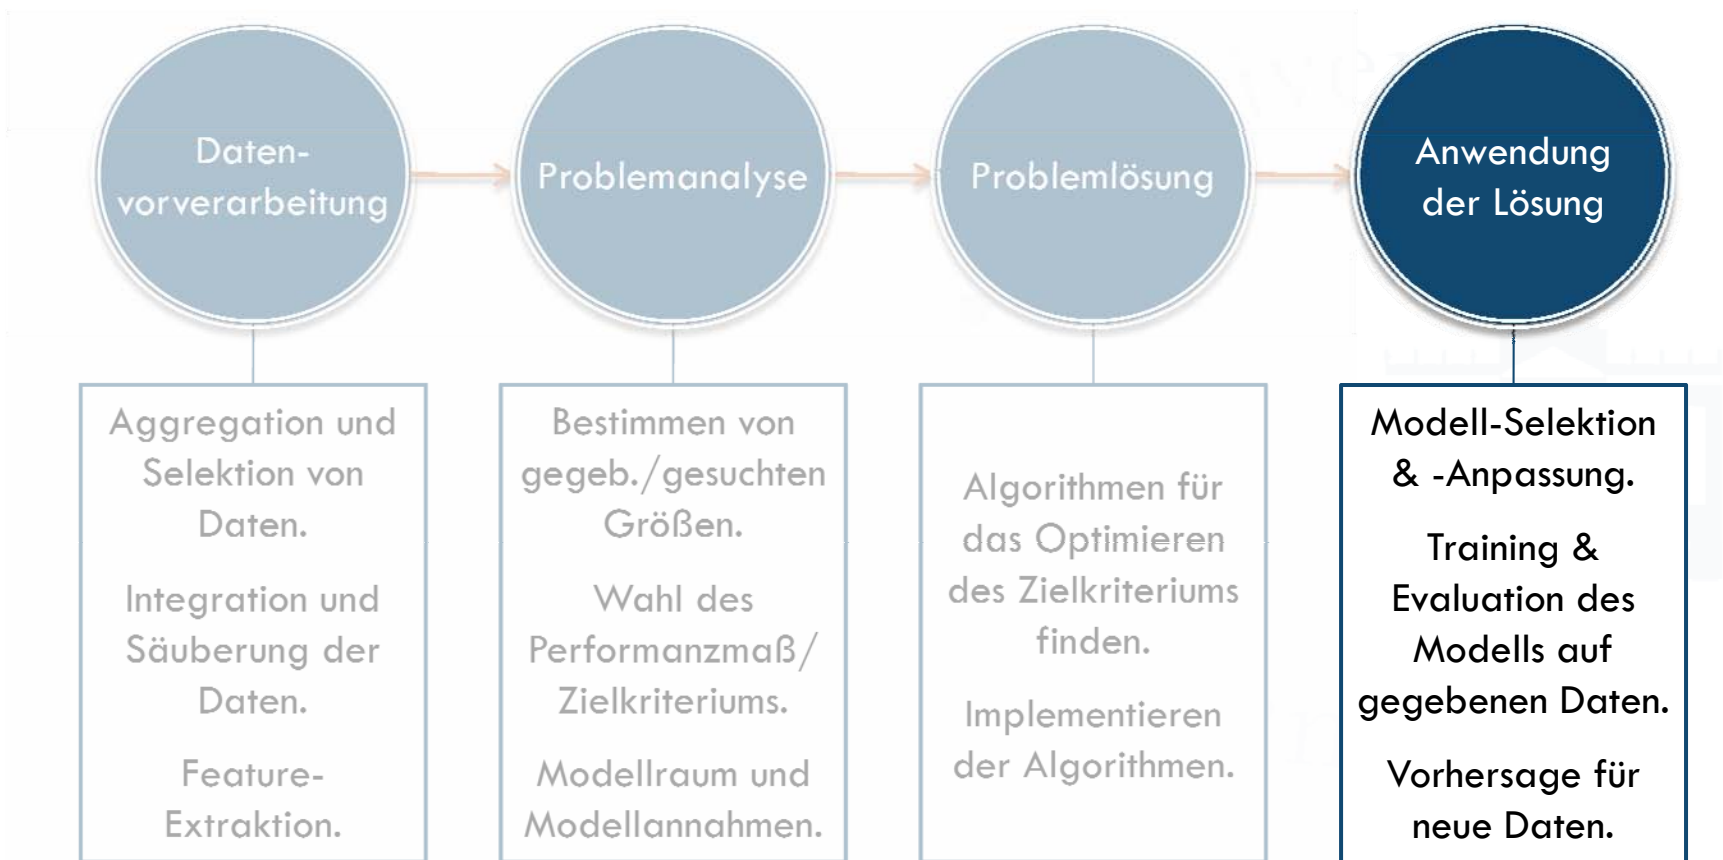 Daten-
vorverarbeitung
Problemanalyse
Problemlösung
Anwendung
der Lösung
Aggregation und
Selektion von
Daten.
Integration und
Säuberung der
Daten.
Feature-
Extraktion.
Bestimmen von
gegeb./gesuchten
Größen.
Wahl des
Performanzmaß/
Zielkriteriums.
Modellraum und
Modellannahmen.
Algorithmen für
das Optimieren
des Zielkriteriums
finden.
Implementieren
der Algorithmen.
Modell-Selektion
& -Anpassung.
Training &
Evaluation des
Modells auf
gegebenen Daten.
Vorhersage für
neue Daten.